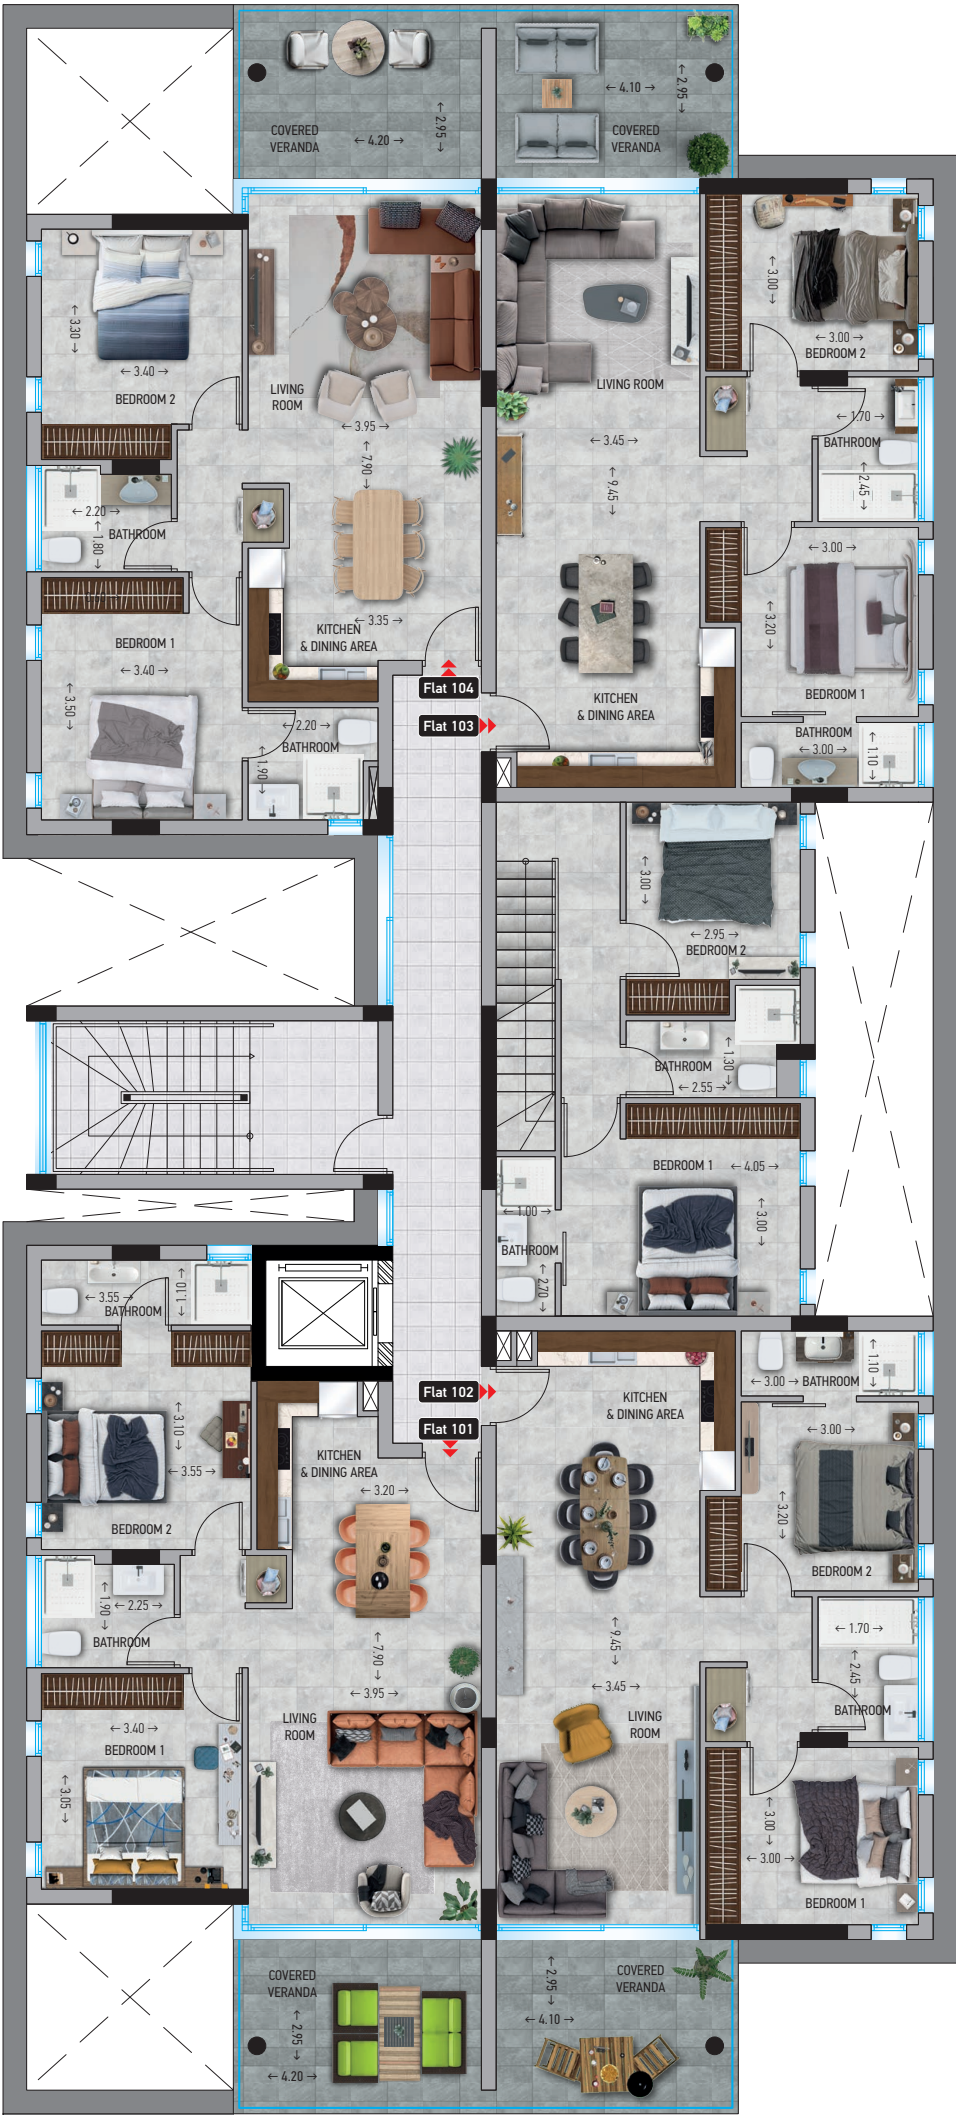 COVERED
VERANDA
← 4.20 →
← 2.95 →
← 4.10 →
← 2.95 →
COVERED
VERANDA
← 3.30 →
← 3.40 →
BEDROOM 2
LIVING
ROOM
← 3.95 →
← 7.90 →
LIVING ROOM
← 3.45 →
← 9.45 →
← 3.00 →
← 3.00 →
BEDROOM 2
← 1.70 →
BATHROOM
← 2.45 →
← 2.20 →
BATHROOM
← 1.80 →
BEDROOM 1
← 3.40 →
← 3.50 →
← 3.35 →
KITCHEN
& DINING AREA
← 3.00 →
← 3.20 →
BEDROOM 1
KITCHEN
& DINING AREA
Flat 104
Flat 103
← 2.20 →
BATHROOM
← 1.90 →
BATHROOM
← 3.00 →
← 1.10 →
← 3.00 →
← 2.95 →
BEDROOM 2
BATHROOM
← 1.30 →
← 2.55 →
BEDROOM 1
← 4.05 →
← 3.00 →
← 1.00 →
BATHROOM
← 2.70 →
← 3.55 →
BATHROOM
← 1.10 →
← 3.10 →
← 3.55 →
BEDROOM 2
Flat 102
Flat 101
KITCHEN
& DINING AREA
← 3.20 →
KITCHEN
& DINING AREA
← 3.00 →
BATHROOM
← 1.10 →
← 3.00 →
← 3.20 →
BEDROOM 2
← 1.90 →
← 2.25 →
BATHROOM
← 7.90 →
← 3.95 →
LIVING
ROOM
← 9.45 →
← 3.45 →
LIVING
ROOM
← 1.70 →
← 2.45 →
BATHROOM
← 3.40 →
BEDROOM 1
← 3.05 →
← 3.00 →
← 3.00 →
BEDROOM 1
COVERED
VERANDA
← 2.95 →
← 4.20 →
← 2.95 →
← 4.10 →
COVERED
VERANDA